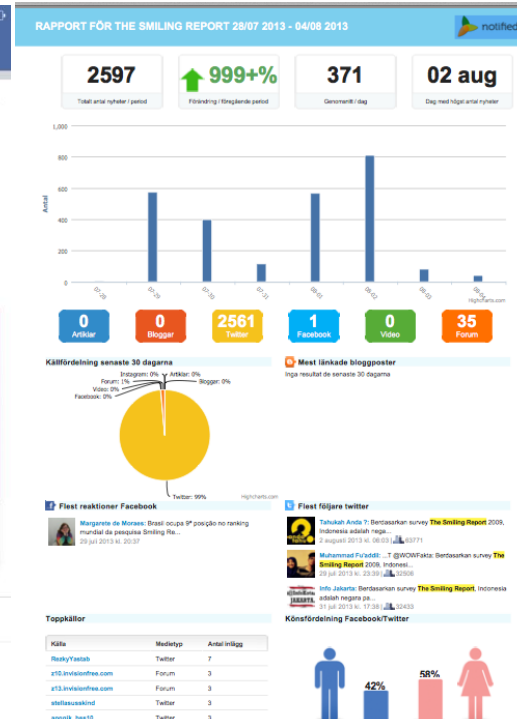 RAPPORT FÖR THE SMILING REPORT 28/07 2013 - 04/08 2013
notified
2597
999+%
371
02 aug
Totalt antal nyheter / period
Förändring / föregående period
Genomsnitt / dag
Dag med högst antal nyheter
1,000
800
600
400
200
0
Antal
07-28
07-29
07-30
07-31
08-01
08-02
08-03
08-04
Highcharts.com
0
Artiklar
0
Bloggar
2561
Twitter
1
Facebook
0
Video
35
Forum
Källfördelning senaste 30 dagarna
Instagram: 0%
Artiklar: 0%
Forum: 1%
Bloggar: 0%
Video: 0%
Facebook: 0%
Twitter: 99%
Highcharts.com
Mest länkade bloggposter
Inga resultat de senaste 30 dagarna
Flest reaktioner Facebook
Margarete de Moraes: Brasil ocupa 9ª posição no ranking
mundial da pesquisa Smiling Re...
29 jul 2013 kl. 20:37
Flest följare twitter
Tahukah Anda ?: Berdasarkan survey The Smiling Report 2009,
Indonesia adalah nega...
2 augusti 2013 kl. 06:03 | 83771
Muhammad Fu'addil: ...T @WOWFakta: Berdasarkan survey The
Smiling Report 2009, Indonesi...
29 jul 2013 kl. 23:39 | 32506
Info Jakarta: Berdasarkan survey The Smiling Report, Indonesia
adalah negara pa...
31 jul 2013 kl. 17:38 | 32433
Toppkällor
Källa Medietyp Antal inlägg
RezkyYastab Twitter 7
z10.invisionfree.com Forum 3
z13.invisionfree.com Forum 3
stellasusskind Twitter 3
Twitter 3
Könsfördelning Facebook/Twitter
42%
58%